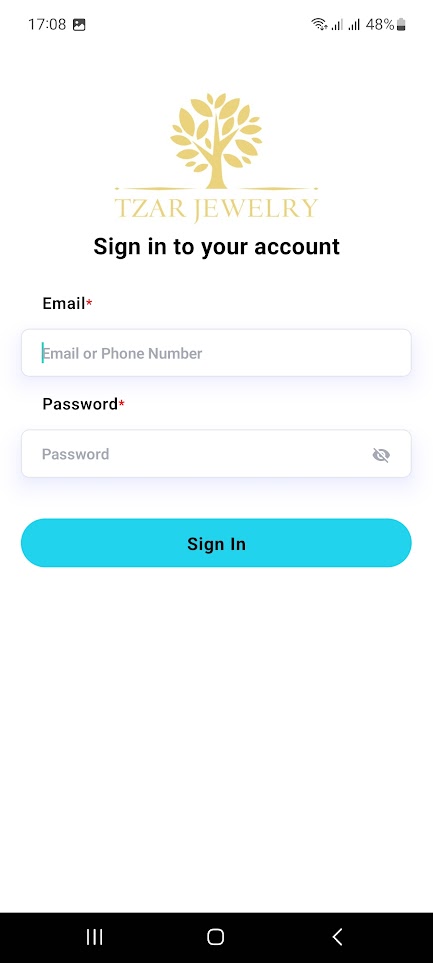 17:08 48%
TZAR JEWELRY
Sign in to your account
Email*
Email or Phone Number
Password*
Password
Sign In